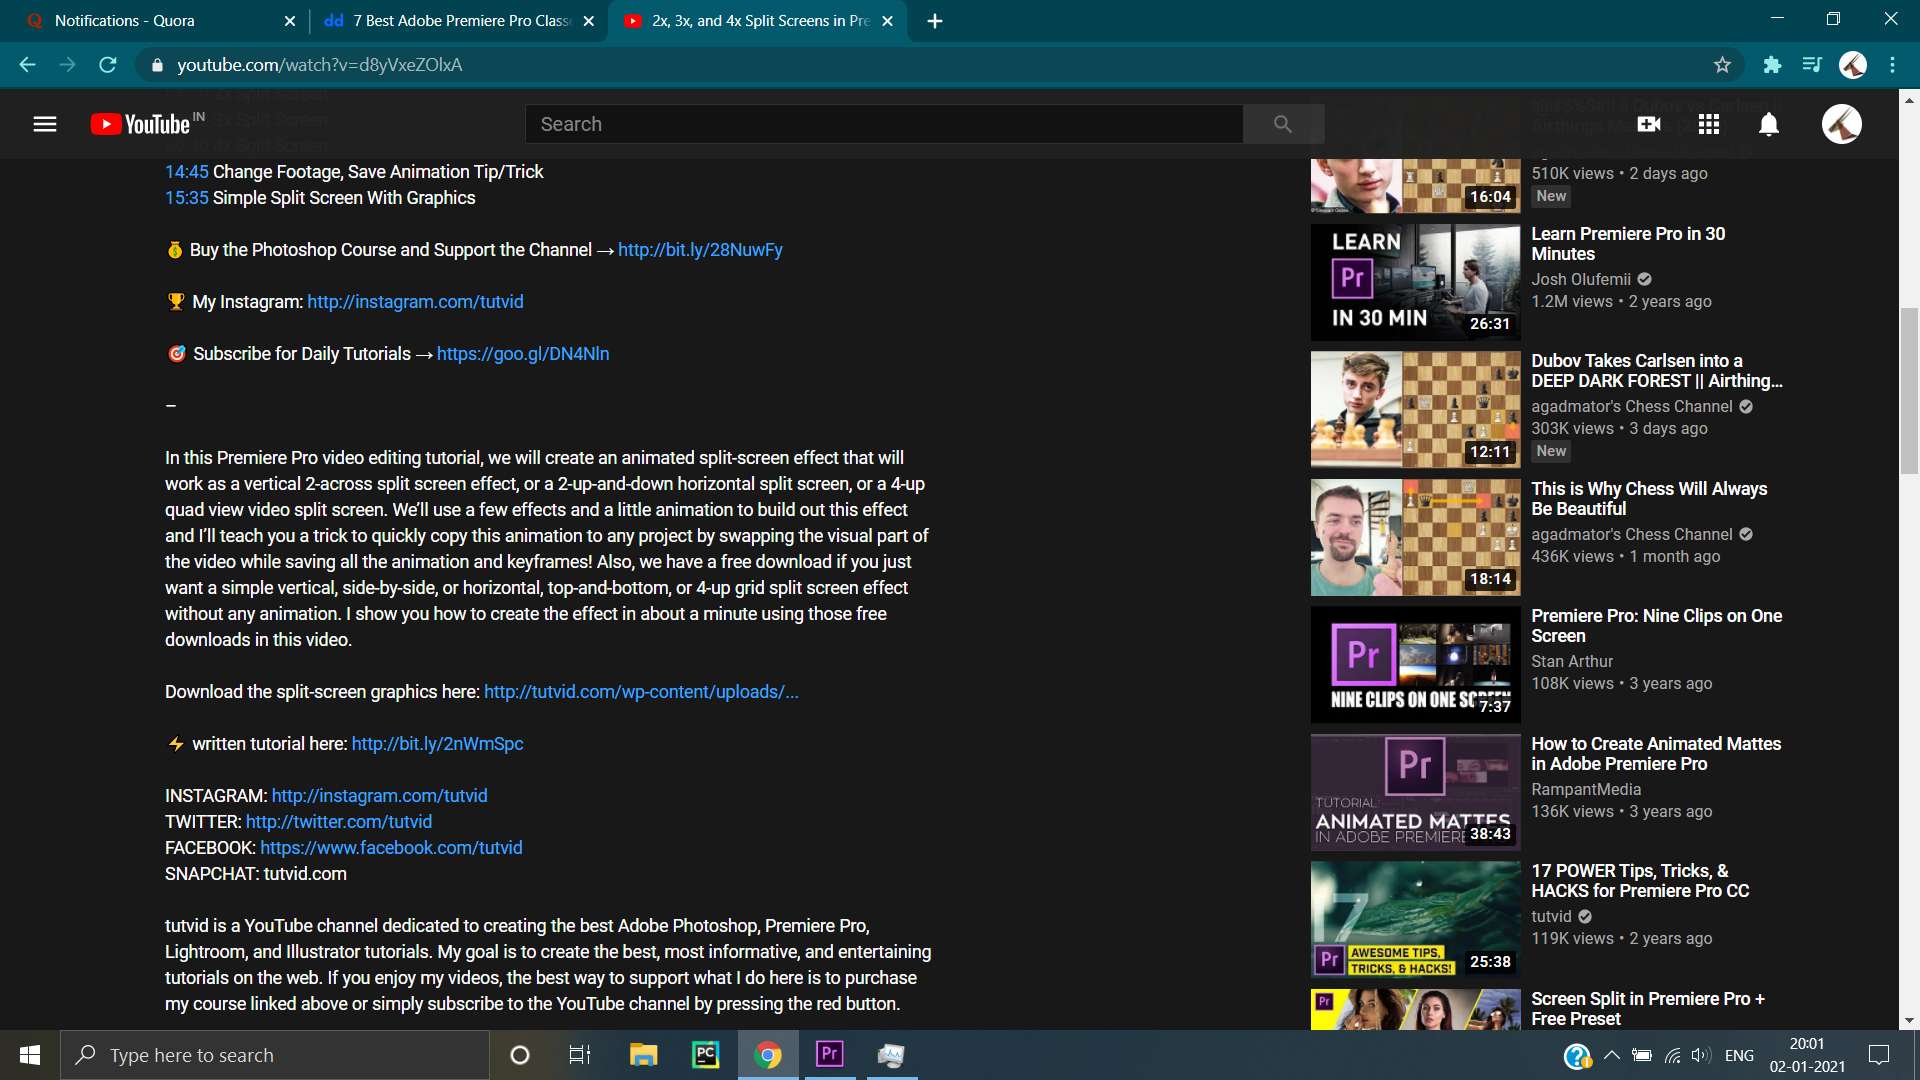 Notifications - Quora
7 Best Adobe Premiere Pro Class
2x, 3x, and 4x Split Screens in Pre
youtube.com/watch?v=d8yVxeZOlxA
YouTube IN
Search
14:45 Change Footage, Save Animation Tip/Trick
15:35 Simple Split Screen With Graphics
Buy the Photoshop Course and Support the Channel → http://bit.ly/28NuwFy
My Instagram: http://instagram.com/tutvid
Subscribe for Daily Tutorials → https://goo.gl/DN4Nln
–
In this Premiere Pro video editing tutorial, we will create an animated split-screen effect that will
work as a vertical 2-across split screen effect, or a 2-up-and-down horizontal split screen, or a 4-up
quad view video split screen. We’ll use a few effects and a little animation to build out this effect
and I’ll teach you a trick to quickly copy this animation to any project by swapping the visual part of
the video while saving all the animation and keyframes! Also, we have a free download if you just
want a simple vertical, side-by-side, or horizontal, top-and-bottom, or 4-up grid split screen effect
without any animation. I show you how to create the effect in about a minute using those free
downloads in this video.
Download the split-screen graphics here: http://tutvid.com/wp-content/uploads/...
written tutorial here: http://bit.ly/2nWmSpc
INSTAGRAM: http://instagram.com/tutvid
TWITTER: http://twitter.com/tutvid
FACEBOOK: https://www.facebook.com/tutvid
SNAPCHAT: tutvid.com
tutvid is a YouTube channel dedicated to creating the best Adobe Photoshop, Premiere Pro,
Lightroom, and Illustrator tutorials. My goal is to create the best, most informative, and entertaining
tutorials on the web. If you enjoy my videos, the best way to support what I do here is to purchase
my course linked above or simply subscribe to the YouTube channel by pressing the red button.
16:04
510K views • 2 days ago
New
LEARN
Pr
IN 30 MIN
26:31
Learn Premiere Pro in 30
Minutes
Josh Olufemii
1.2M views • 2 years ago
12:11
Dubov Takes Carlsen into a
DEEP DARK FOREST || Airthing...
agadmator's Chess Channel
303K views • 3 days ago
New
18:14
This is Why Chess Will Always
Be Beautiful
agadmator's Chess Channel
436K views • 1 month ago
Pr
NINE CLIPS ON ONE SCREEN
7:37
Premiere Pro: Nine Clips on One
Screen
Stan Arthur
108K views • 3 years ago
Pr
TUTORIAL:
ANIMATED MATTES
IN ADOBE PREMIERE
38:43
How to Create Animated Mattes
in Adobe Premiere Pro
RampantMedia
136K views • 3 years ago
17
Pr
AWESOME TIPS,
TRICKS, & HACKS!
25:38
17 POWER Tips, Tricks, &
HACKS for Premiere Pro CC
tutvid
119K views • 2 years ago
Pr
Screen Split in Premiere Pro +
Free Preset
Type here to search
PC
Pr
ENG
20:01
02-01-2021